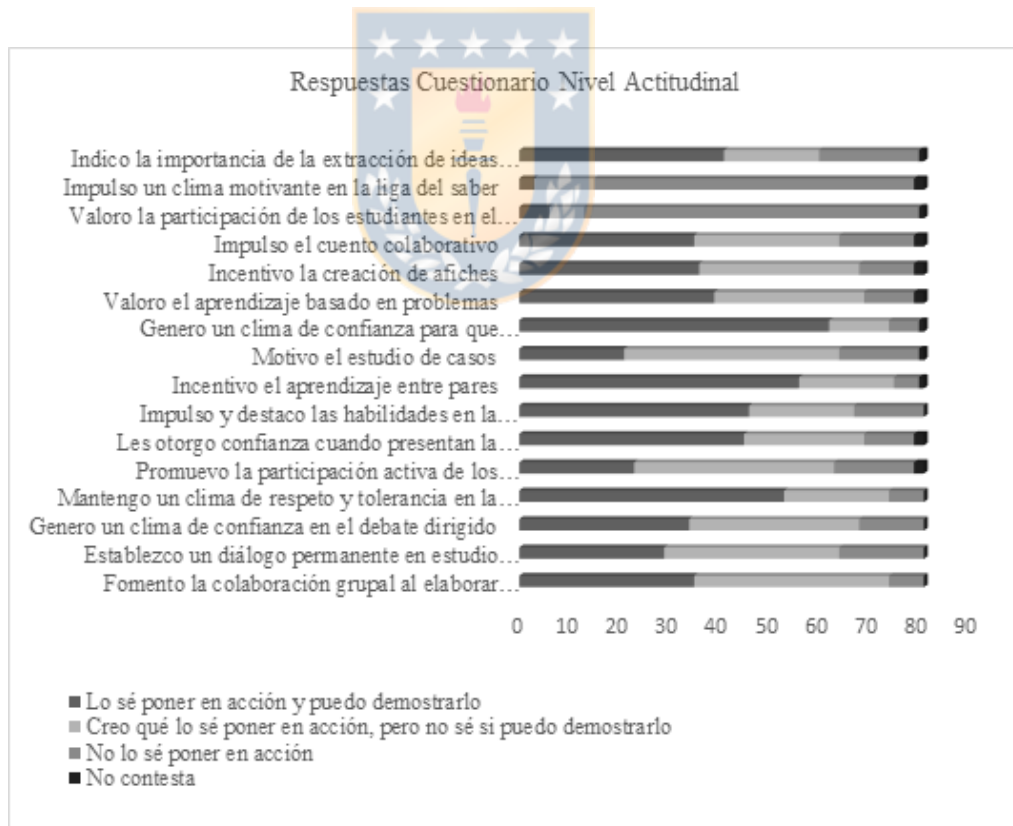 Respuestas Cuestionario Nivel Actitudinal
Indico la importancia de la extracción de ideas...
Impulso un clima motivante en la liga del saber
Valoro la participación de los estudiantes en el...
Impulso el cuento colaborativo
Incentivo la creación de afiches
Valoro el aprendizaje basado en problemas
Genero un clima de confianza para que...
Motivo el estudio de casos
Incentivo el aprendizaje entre pares
Impulso y destaco las habilidades en la...
Les otorgo confianza cuando presentan la...
Promuevo la participación activa de los...
Mantengo un clima de respeto y tolerancia en la...
Genero un clima de confianza en el debate dirigido
Establezco un diálogo permanente en estudio...
Fomento la colaboración grupal al elaborar...
0 10 20 30 40 50 60 70 80 90
Lo sé poner en acción y puedo demostrarlo
Creo qué lo sé poner en acción, pero no sé si puedo demostrarlo
No lo sé poner en acción
No contesta